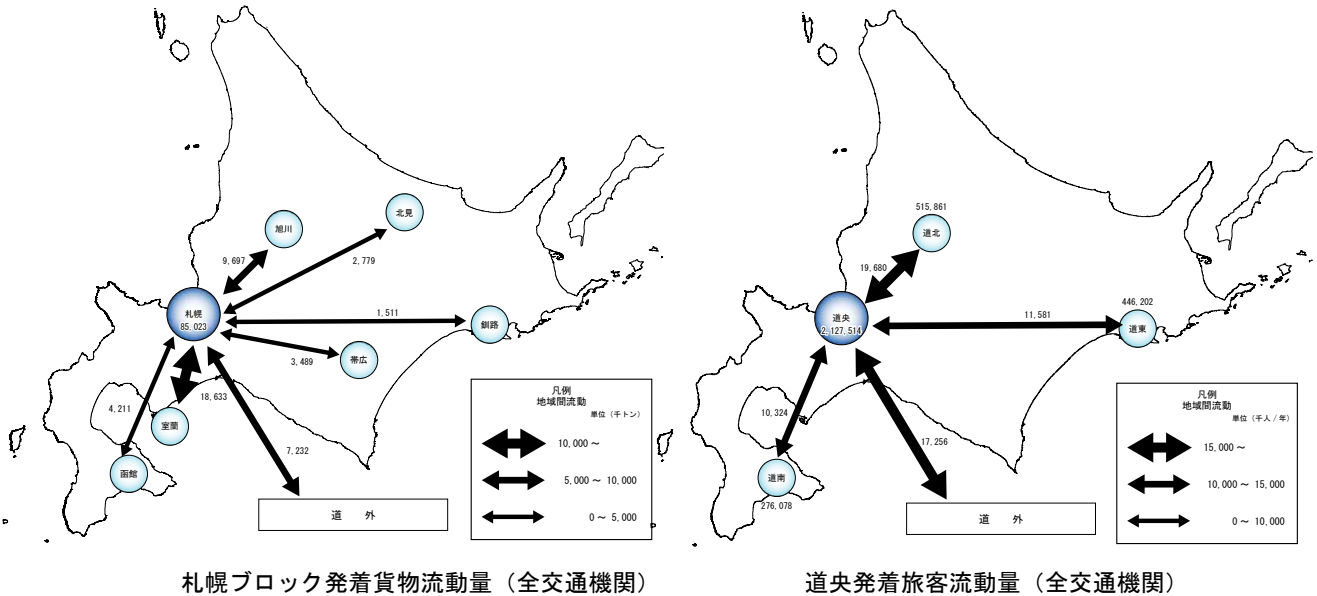 北見
旭川
9,697
2,779
札幌
85,023
1,511
釧路
3,489
帯広
18,633
4,211
室蘭
7,232
函館
道 外
凡例
地域間流動
単位（千トン）
10,000～
5,000～10,000
0～5,000
札幌ブロック発着貨物流動量（全交通機関）
515,861
道北
19,680
道央
2,127,514
446,202
11,581
道東
10,324
17,256
道南
276,078
道 外
凡例
地域間流動
単位（千人/年）
15,000～
10,000～15,000
0～10,000
道央発着旅客流動量（全交通機関）